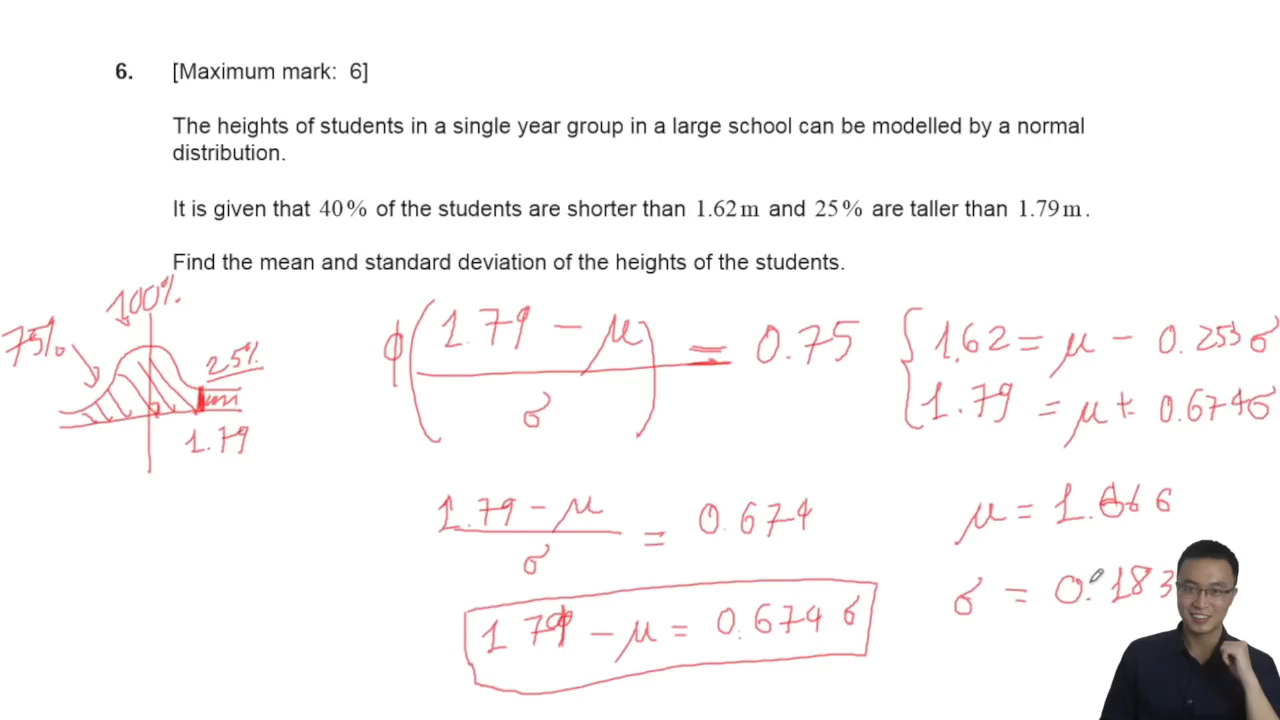 6. [Maximum mark: 6]
The heights of students in a single year group in a large school can be modelled by a normal
distribution.
It is given that 40% of the students are shorter than 1.62 m and 25% are taller than 1.79 m.
Find the mean and standard deviation of the heights of the students.
100%
75%
25%
1.79
ϕ((1.79 − μ)/σ) = 0.75
1.62 = μ − 0.253σ
1.79 = μ + 0.674σ
(1.79 − μ)/σ = 0.674
1.79 − μ = 0.674σ
μ = 1.666
σ = 0.183